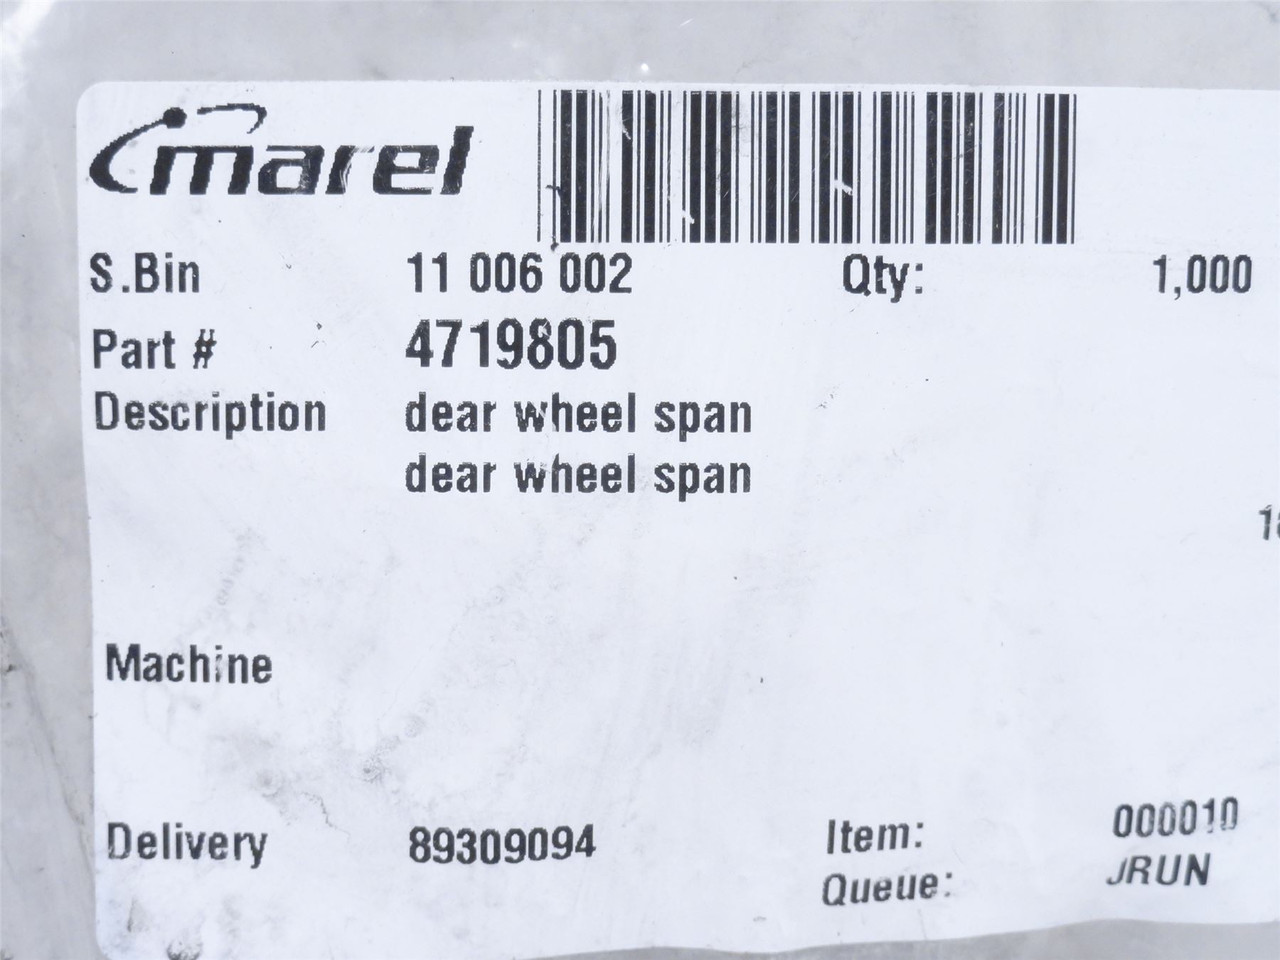 marel
S.Bin 11 006 002 Qty: 1,000
Part # 4719805
Description dear wheel span
dear wheel span
Machine
Delivery 89309094 Item: 000010
Queue: JRUN